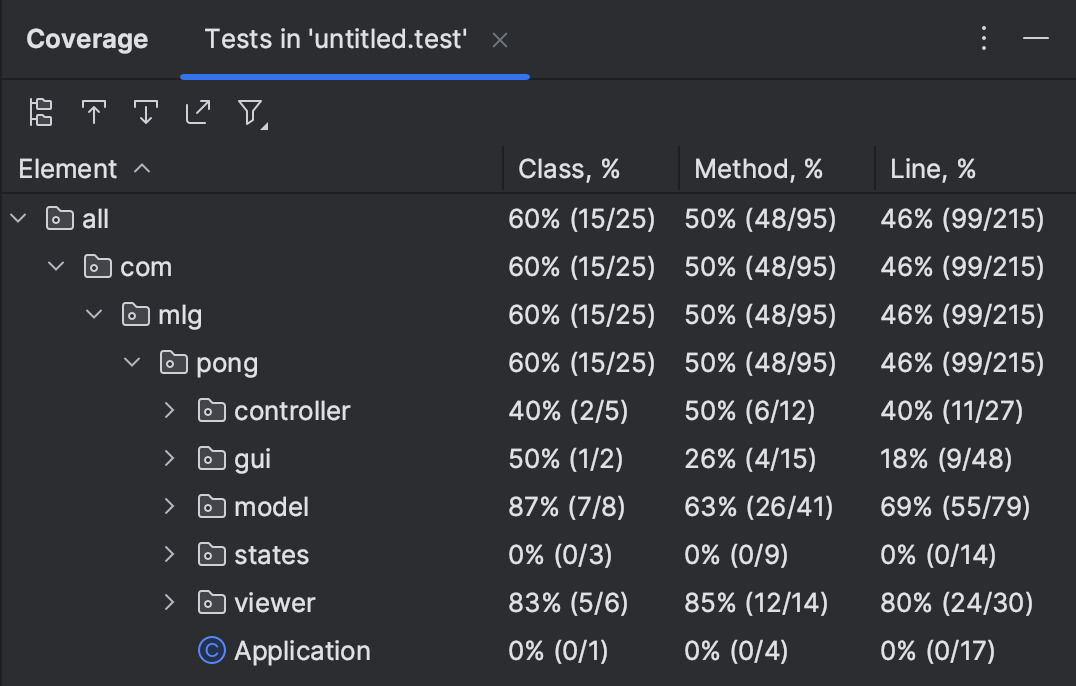 Coverage Tests in 'untitled.test'
Element Class, % Method, % Line, %
all 60% (15/25) 50% (48/95) 46% (99/215)
com 60% (15/25) 50% (48/95) 46% (99/215)
mlg 60% (15/25) 50% (48/95) 46% (99/215)
pong 60% (15/25) 50% (48/95) 46% (99/215)
controller 40% (2/5) 50% (6/12) 40% (11/27)
gui 50% (1/2) 26% (4/15) 18% (9/48)
model 87% (7/8) 63% (26/41) 69% (55/79)
states 0% (0/3) 0% (0/9) 0% (0/14)
viewer 83% (5/6) 85% (12/14) 80% (24/30)
C Application 0% (0/1) 0% (0/4) 0% (0/17)